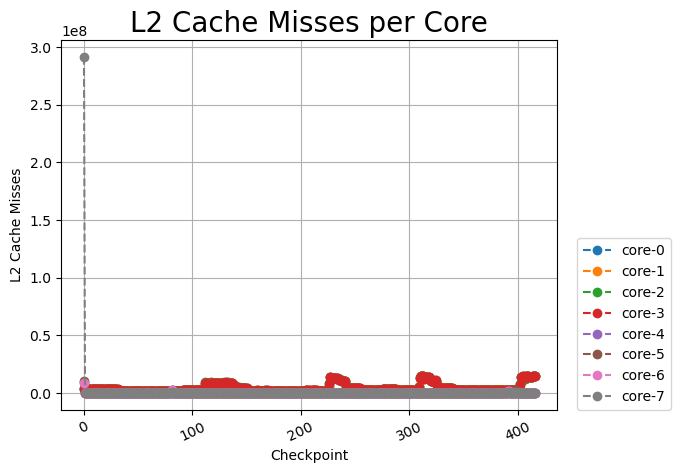 L2 Cache Misses per Core
1e8
3.0
2.5
2.0
1.5
1.0
0.5
0.0
L2 Cache Misses
0
100
200
300
400
Checkpoint
core-0
core-1
core-2
core-3
core-4
core-5
core-6
core-7